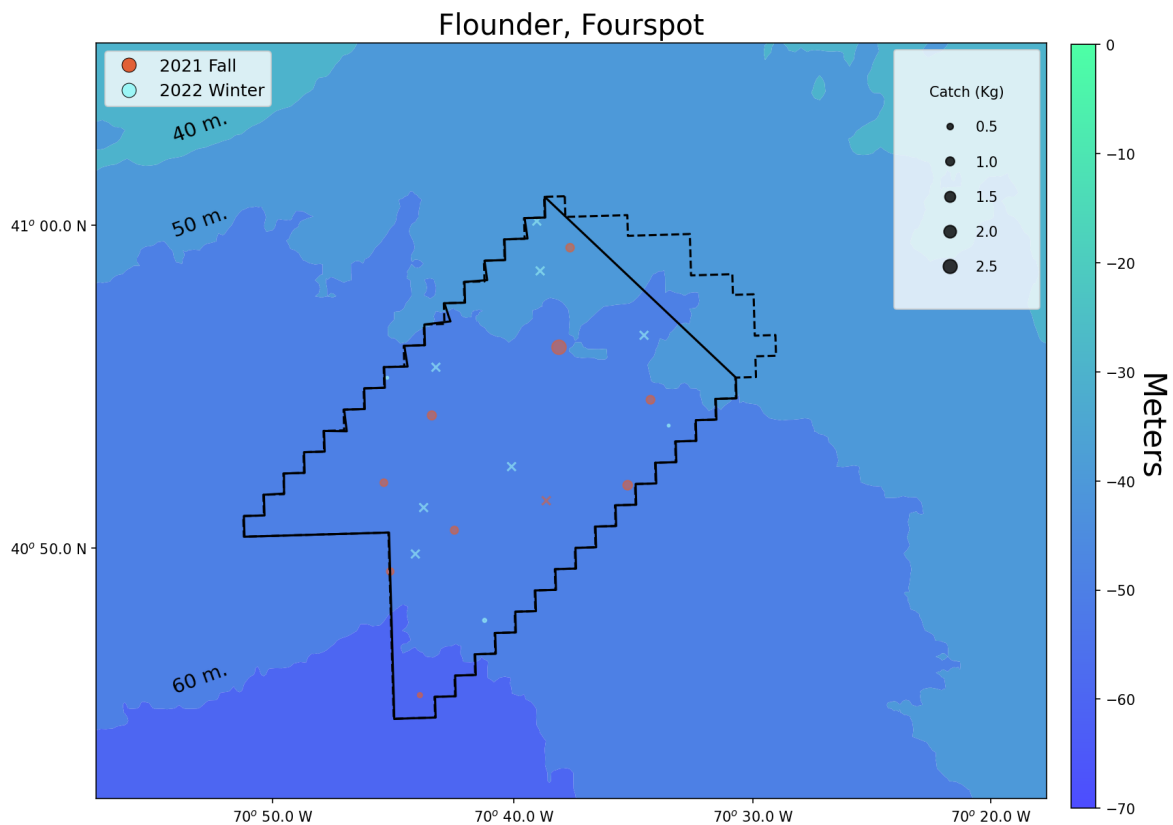 Flounder, Fourspot
2021 Fall
2022 Winter
40 m.
50 m.
60 m.
Catch (Kg)
0.5
1.0
1.5
2.0
2.5
41° 00.0 N
40° 50.0 N
70° 50.0 W
70° 40.0 W
70° 30.0 W
70° 20.0 W
0
−10
−20
−30
−40
−50
−60
−70
Meters